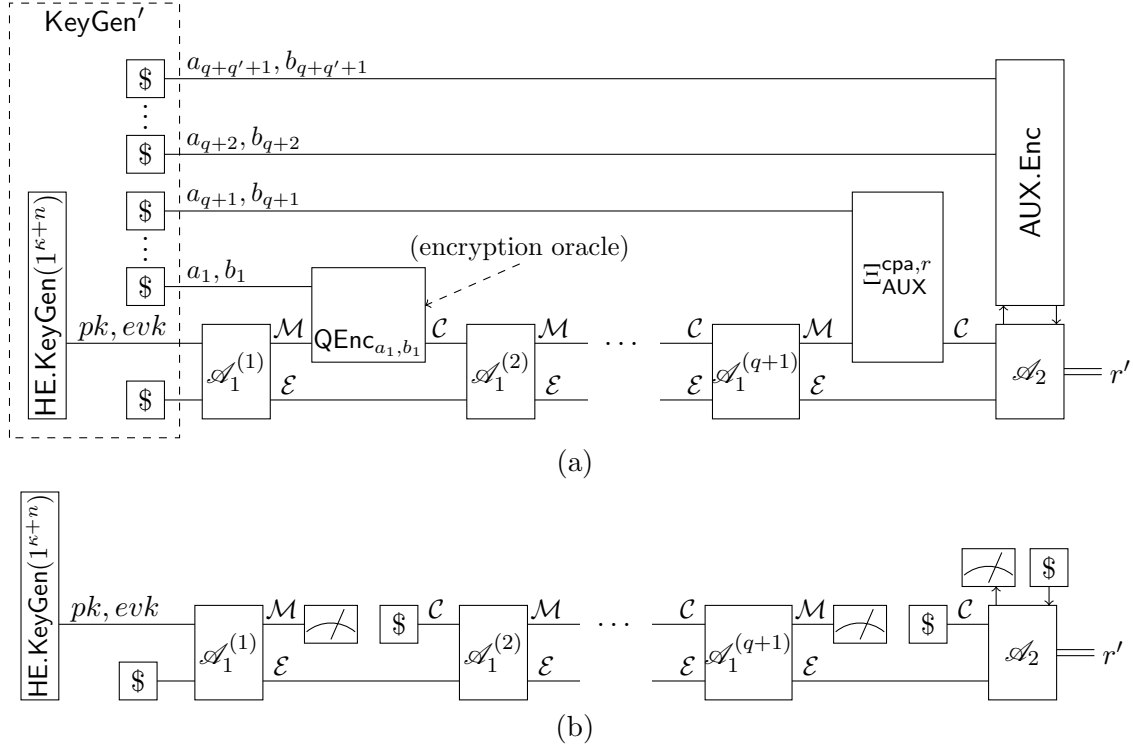 KeyGen′
$ a_{q+q′+1}, b_{q+q′+1}
⋮
$ a_{q+2}, b_{q+2}
$ a_{q+1}, b_{q+1}
⋮
$ a_1, b_1
HE.KeyGen(1^{κ+n})
pk, evk
$
(encryption oracle)
QEnc_{a_1,b_1}
𝒜_1^{(1)} ℳ ℰ
𝒞 𝒜_1^{(2)} ℳ ℰ
⋯
𝒞 ℰ 𝒜_1^{(q+1)} ℳ ℰ
Ξ_{AUX}^{cpa,r}
𝒞
AUX.Enc
𝒜_2 r′
(a)
HE.KeyGen(1^{κ+n})
pk, evk
$
𝒜_1^{(1)} ℳ ℰ
$ 𝒞 𝒜_1^{(2)} ℳ ℰ
⋯
𝒞 ℰ 𝒜_1^{(q+1)} ℳ ℰ
$ 𝒞
$
𝒜_2 r′
(b)